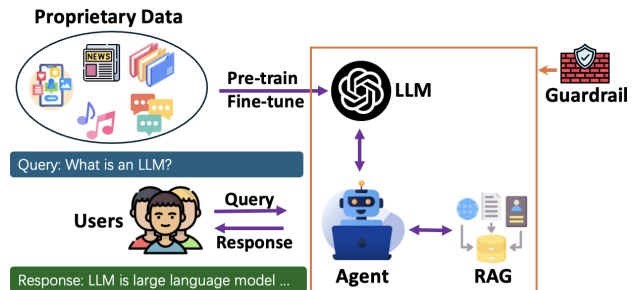 Proprietary Data
NEWS
Pre-train
Fine-tune
LLM
Guardrail
Query: What is an LLM?
Users
Query
Response
Agent
RAG
Response: LLM is large language model ...